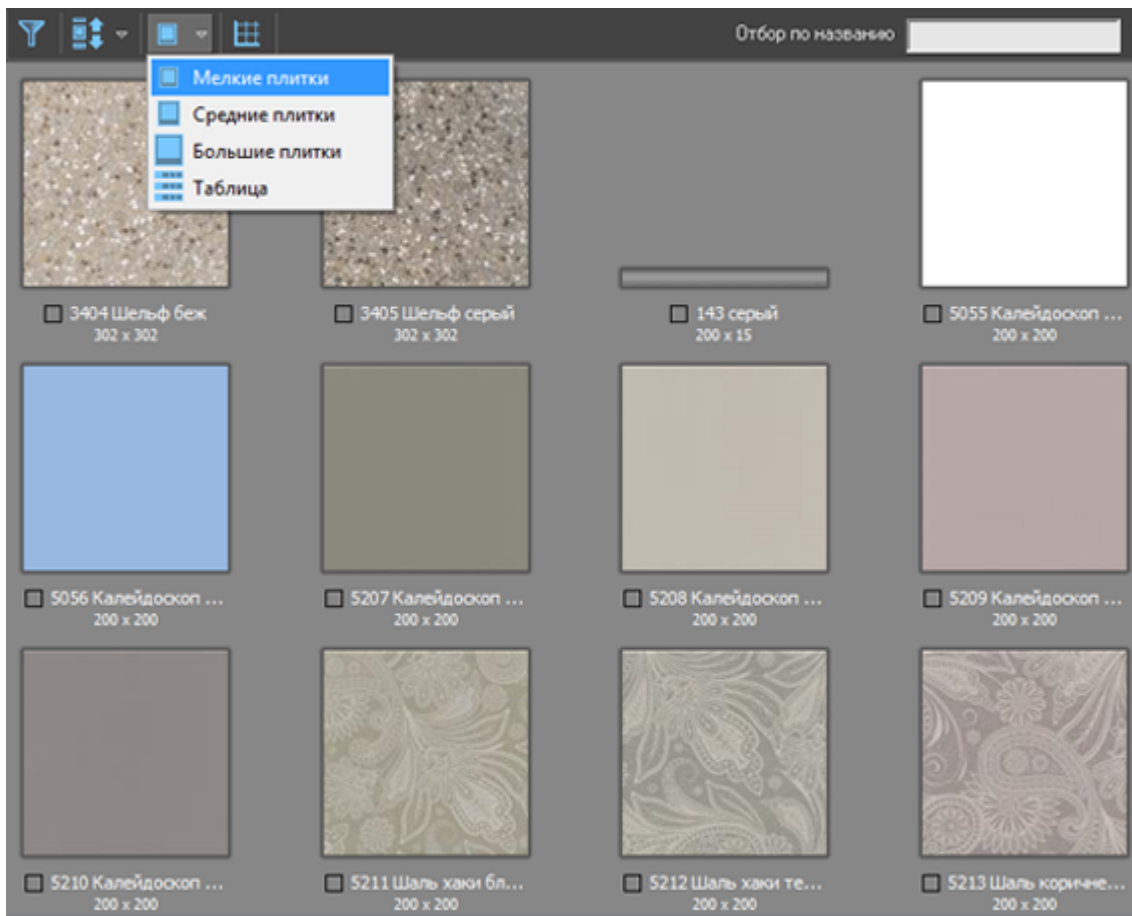 Отбор по названию
Мелкие плитки
Средние плитки
Большие плитки
Таблица
3404 Шельф беж
302 x 302
3405 Шельф серый
302 x 302
143 серый
200 x 15
5055 Калейдоскоп ...
200 x 200
5056 Калейдоскоп ...
200 x 200
5207 Калейдоскоп ...
200 x 200
5208 Калейдоскоп ...
200 x 200
5209 Калейдоскоп ...
200 x 200
5210 Калейдоскоп ...
200 x 200
5211 Шаль хаки бл...
200 x 200
5212 Шаль хаки те...
200 x 200
5213 Шаль коричне...
200 x 200